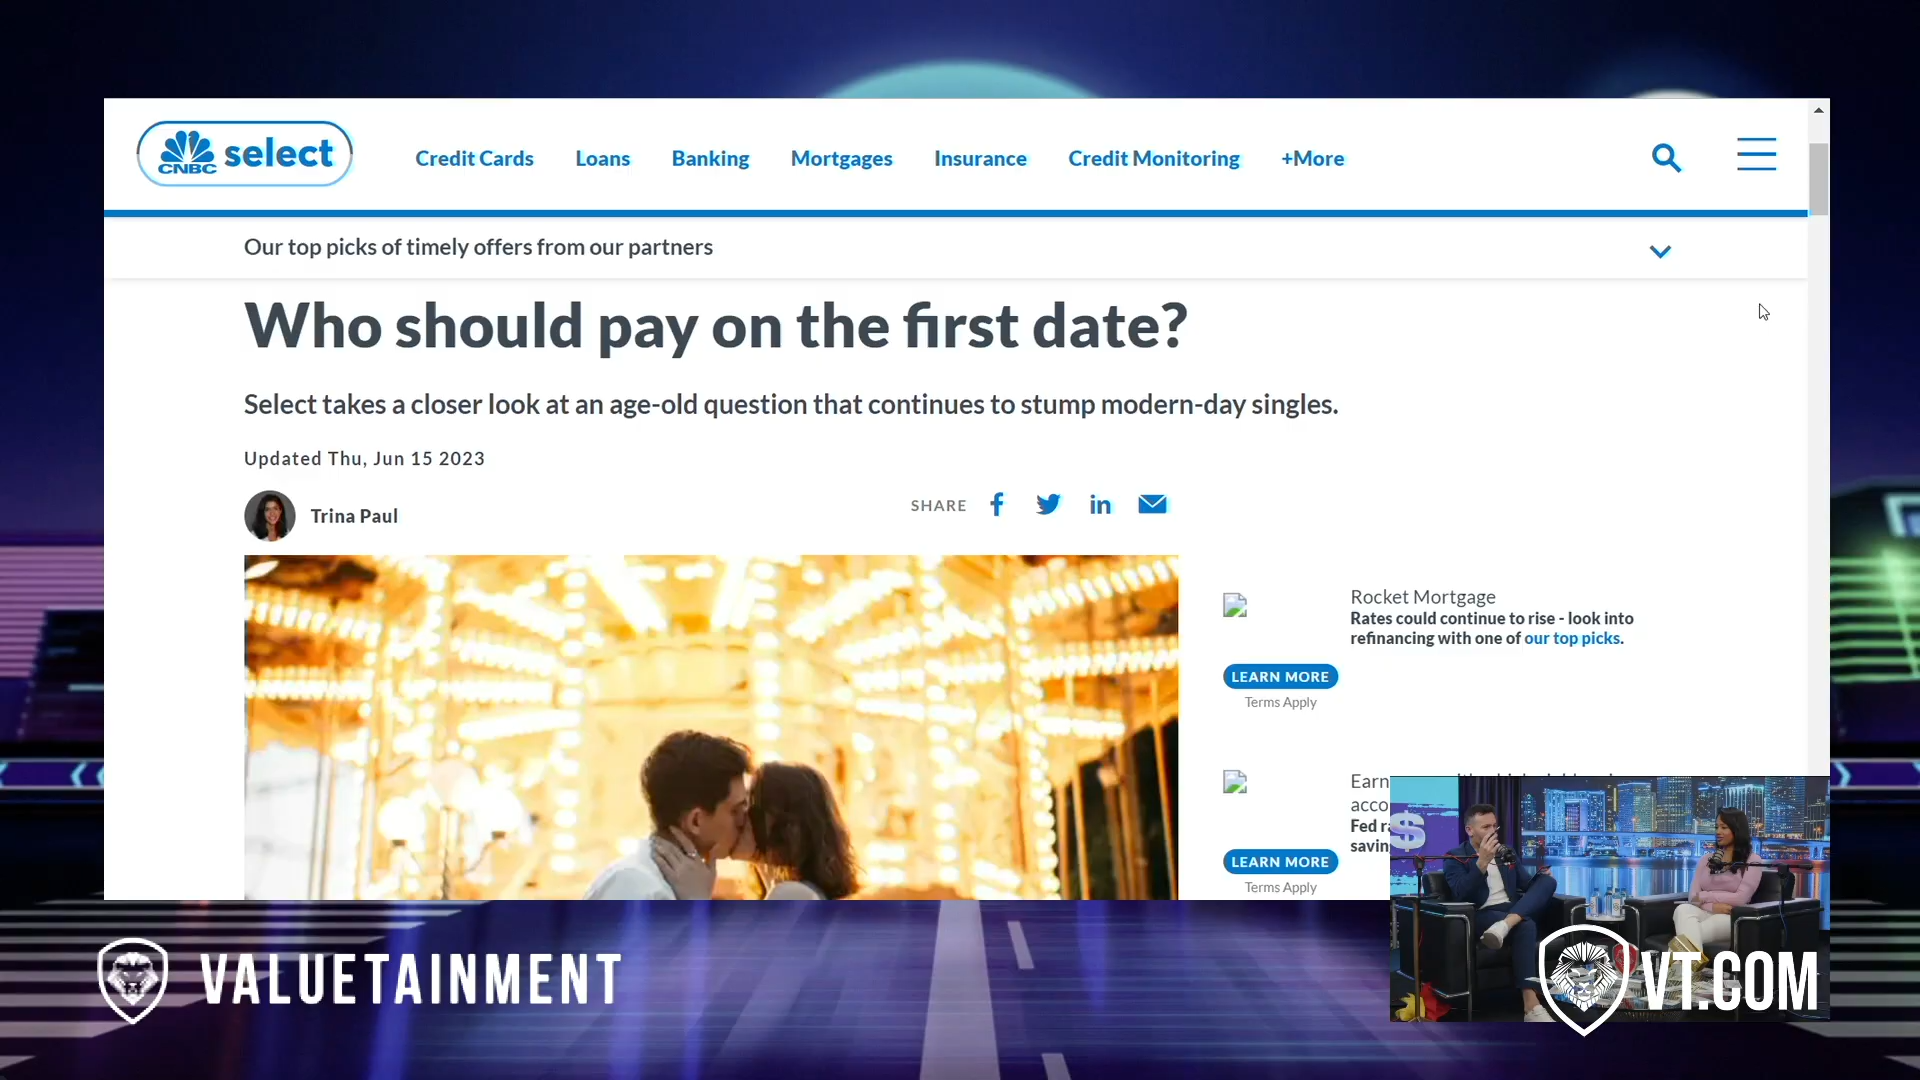 CNBC select
Credit Cards Loans Banking Mortgages Insurance Credit Monitoring +More
Our top picks of timely offers from our partners
Who should pay on the first date?
Select takes a closer look at an age-old question that continues to stump modern-day singles.
Updated Thu, Jun 15 2023
Trina Paul
SHARE
Rocket Mortgage
Rates could continue to rise - look into
refinancing with one of our top picks.
LEARN MORE
Terms Apply
Earn
Fed
LEARN MORE
Terms Apply
$
VALUETAINMENT
VT.COM